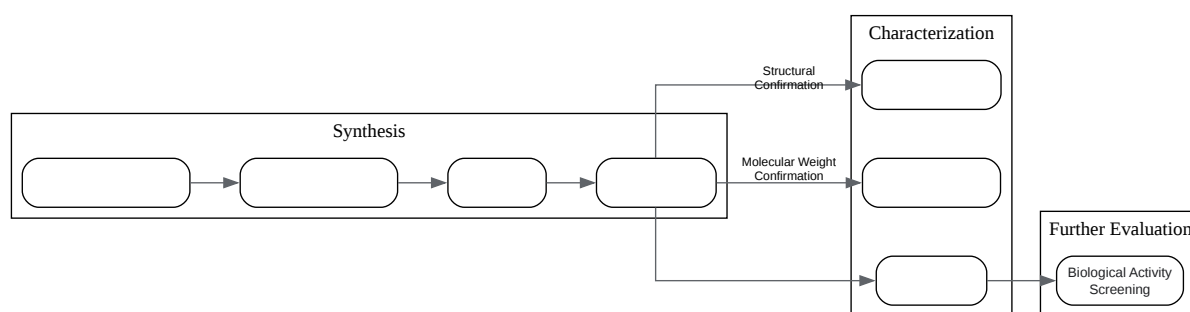 Characterization
Structural
Confirmation
Synthesis
Molecular Weight
Confirmation
Further Evaluation
Biological Activity
Screening